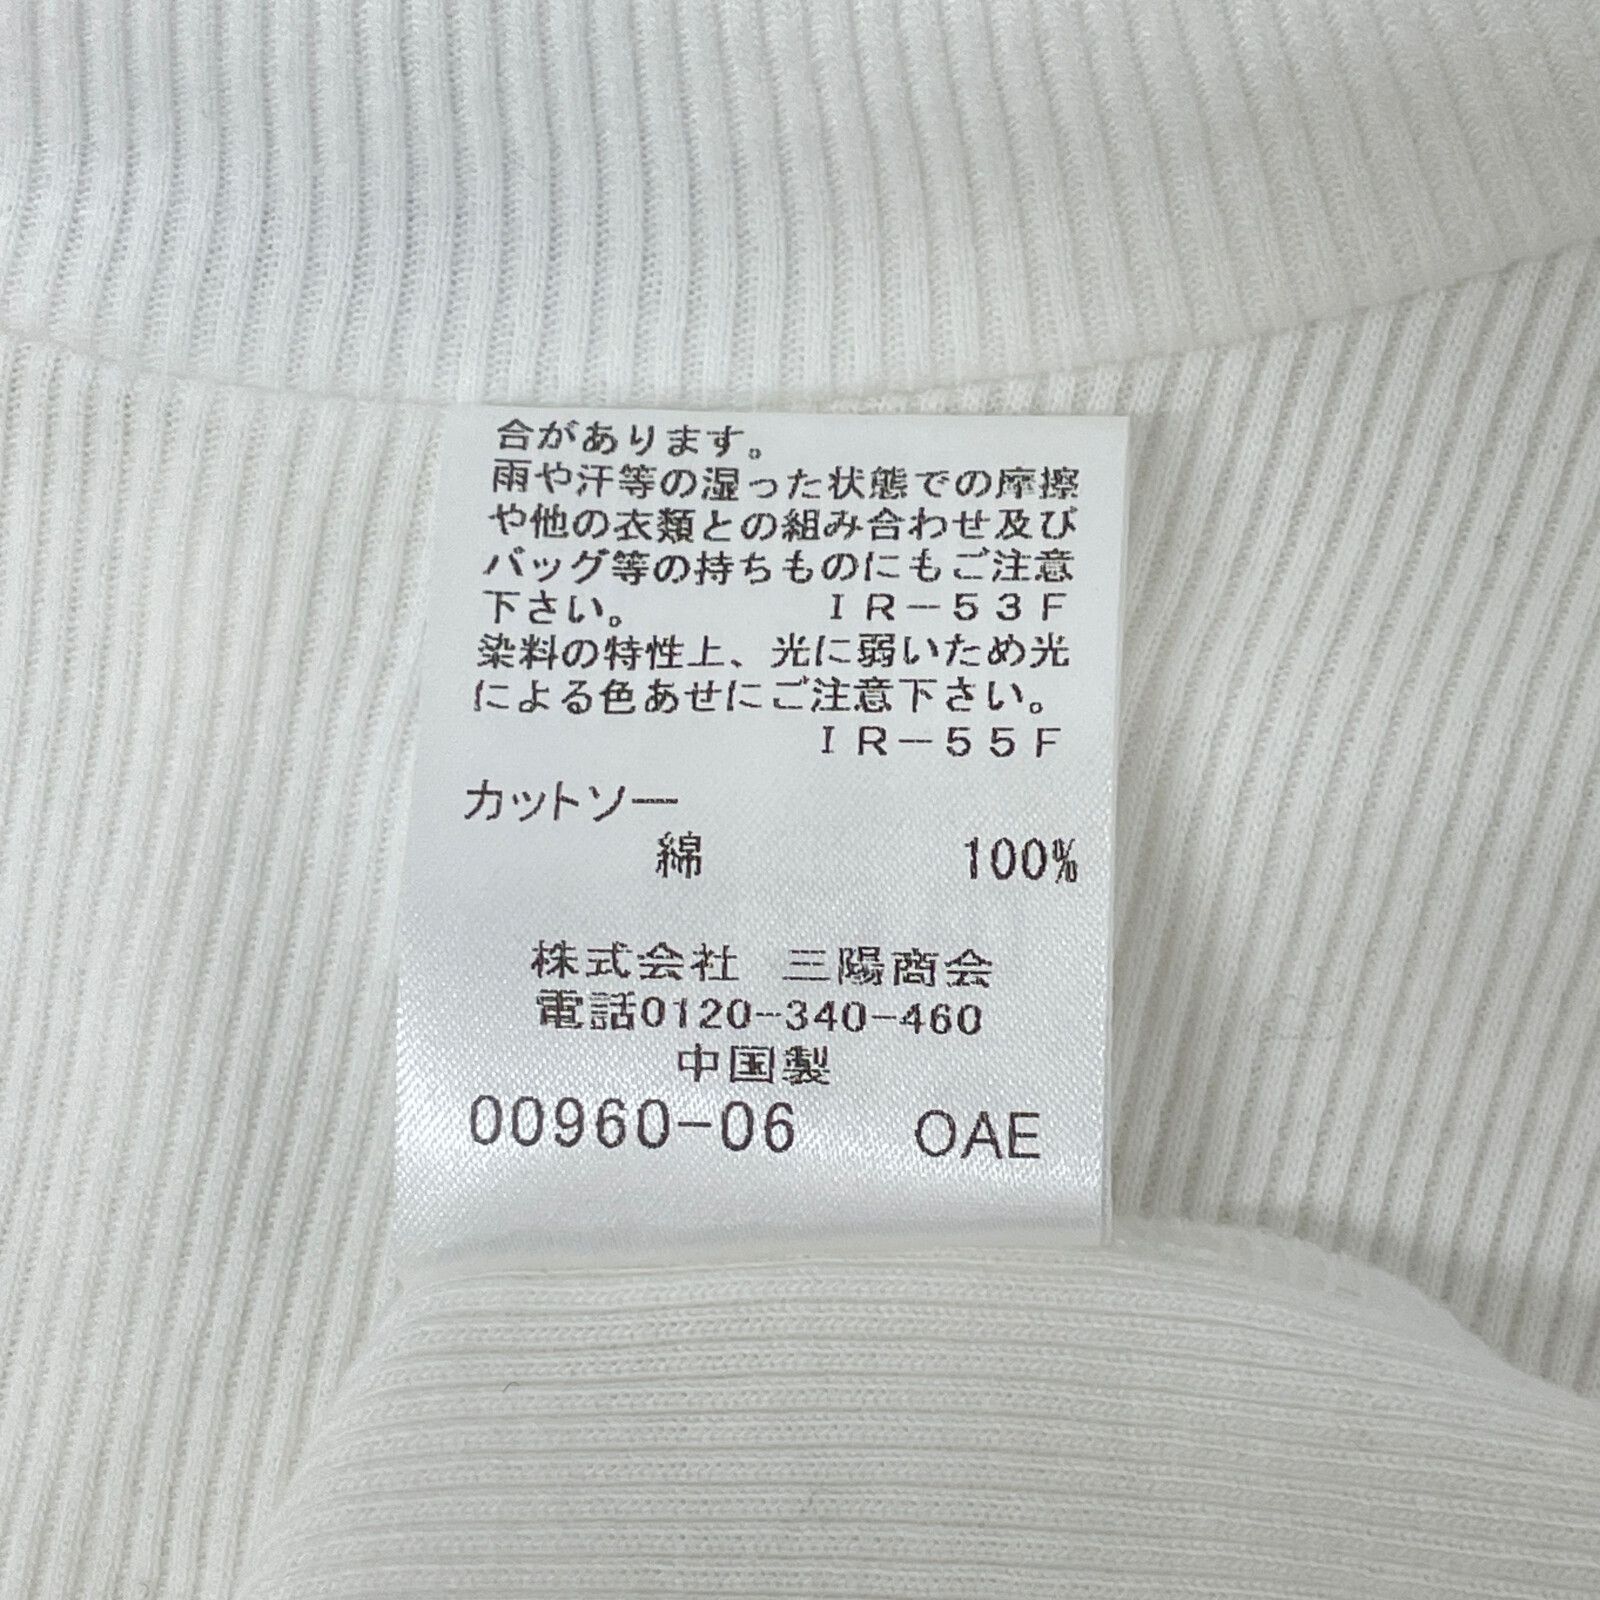 合があります。
雨や汗等の湿った状態での摩擦
や他の衣類との組み合わせ及び
バッグ等の持ちものにもご注意
下さい。 IR-53F
染料の特性上、光に弱いため光
による色あせにご注意下さい。
IR-55F
カットソー
綿 100%
株式会社 三陽商会
電話0120-340-460
中国製
00960-06 OAE